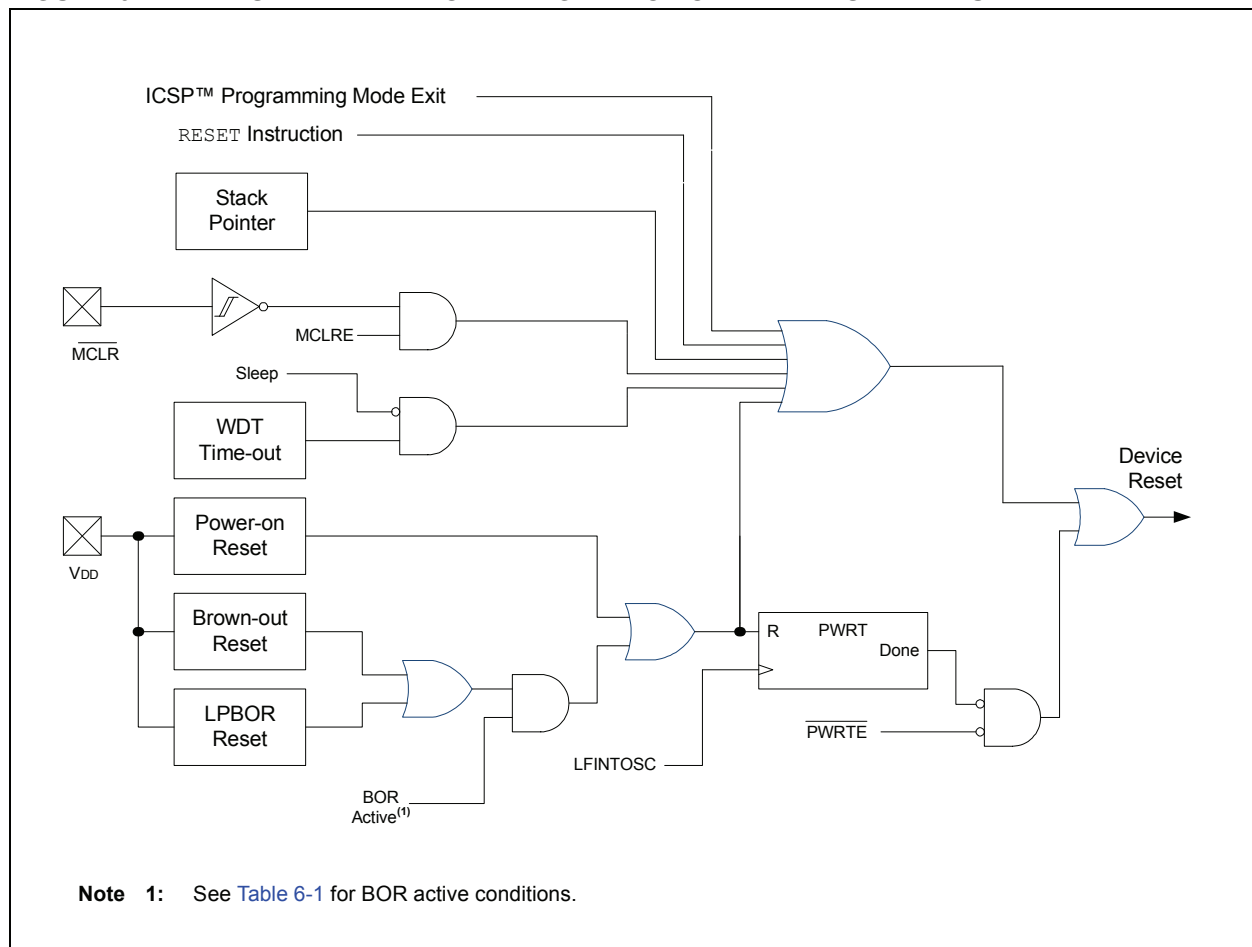 ICSP™ Programming Mode Exit
RESET Instruction
Stack
Pointer
MCLR
MCLRE
Sleep
WDT
Time-out
Device
Reset
VDD
Power-on
Reset
Brown-out
Reset
LPBOR
Reset
R PWRT
Done
PWRTE
LFINTOSC
BOR
Active(1)
Note 1: See Table 6-1 for BOR active conditions.